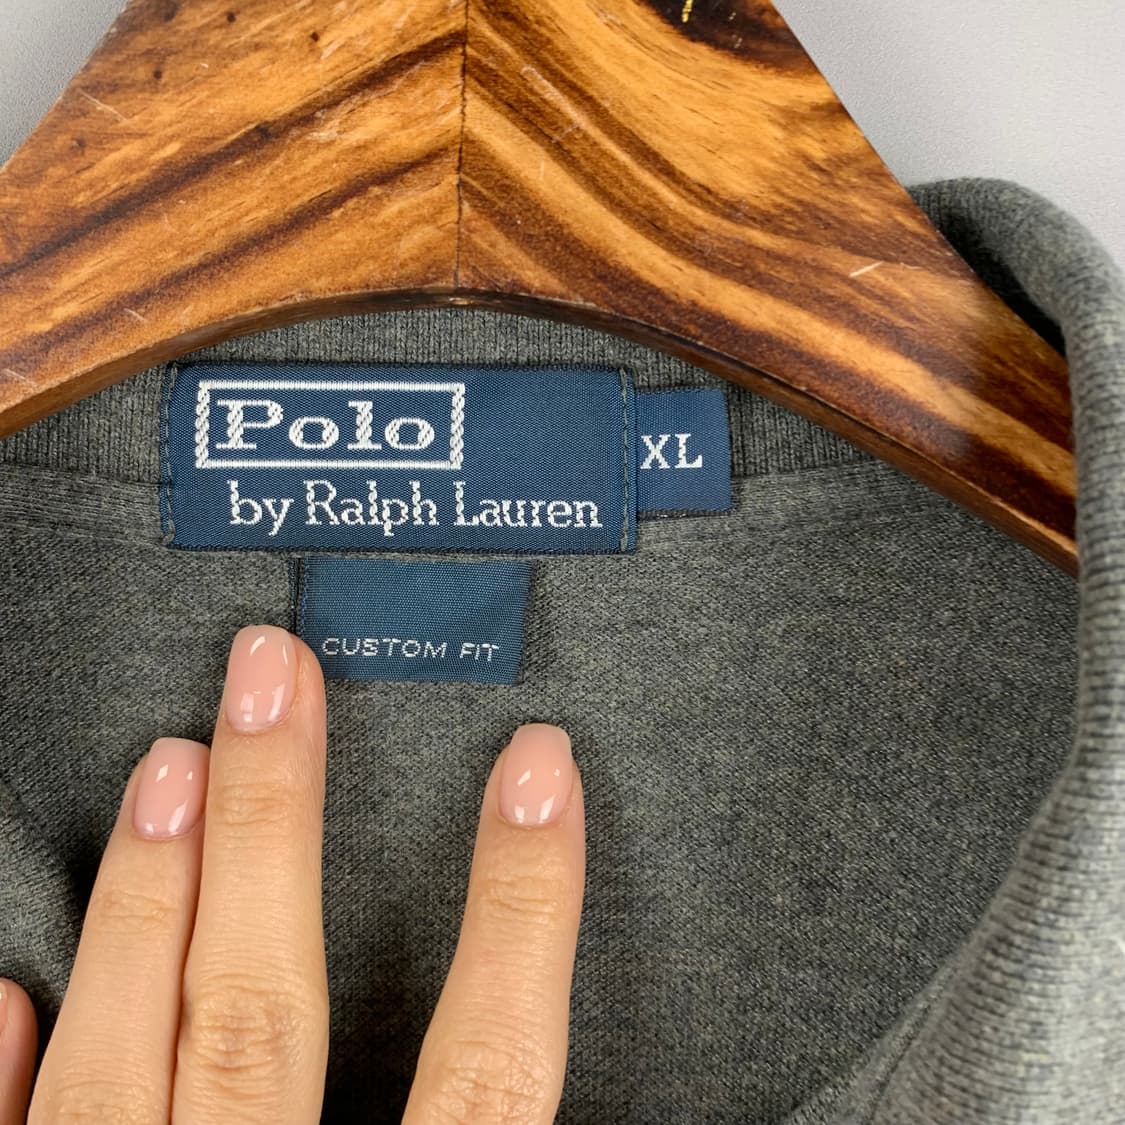 Polo
by Ralph Lauren
XL
CUSTOM FIT